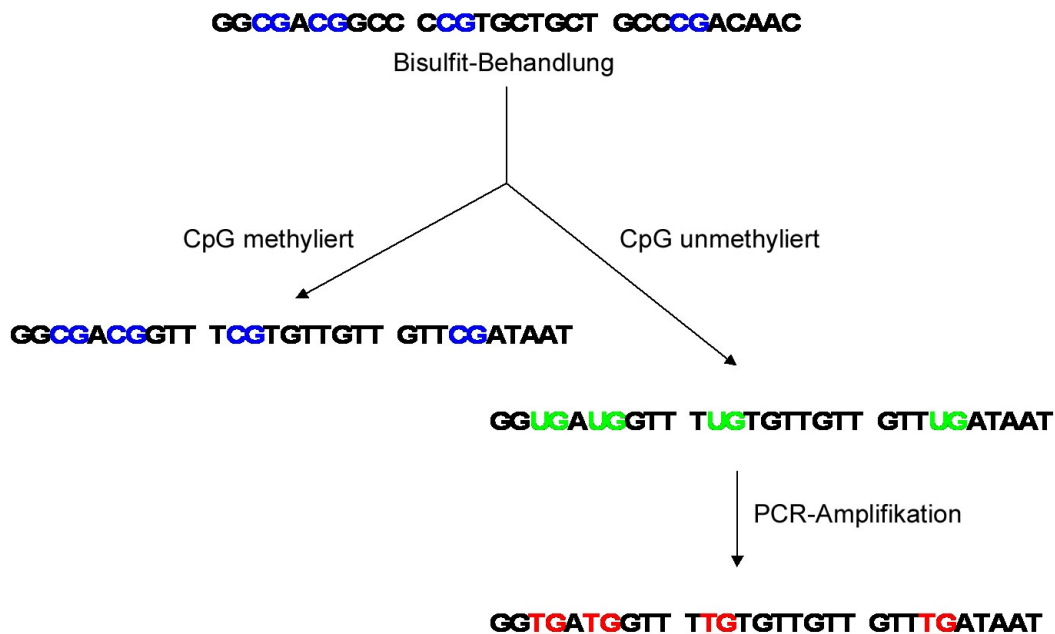 GGCGACGGCC CCGTGCTGCT GCCCGACAAC
Bisulfit-Behandlung
CpG methyliert
CpG unmethyliert
GGCGACGGTT TCGTGTTGTT GTTCGATAAT
GGUGAUGGTT TUGTGTTGTT GTTUGATAAT
PCR-Amplifikation
GGTGATGGTT TTGTGTTGTT GTTTGATAAT